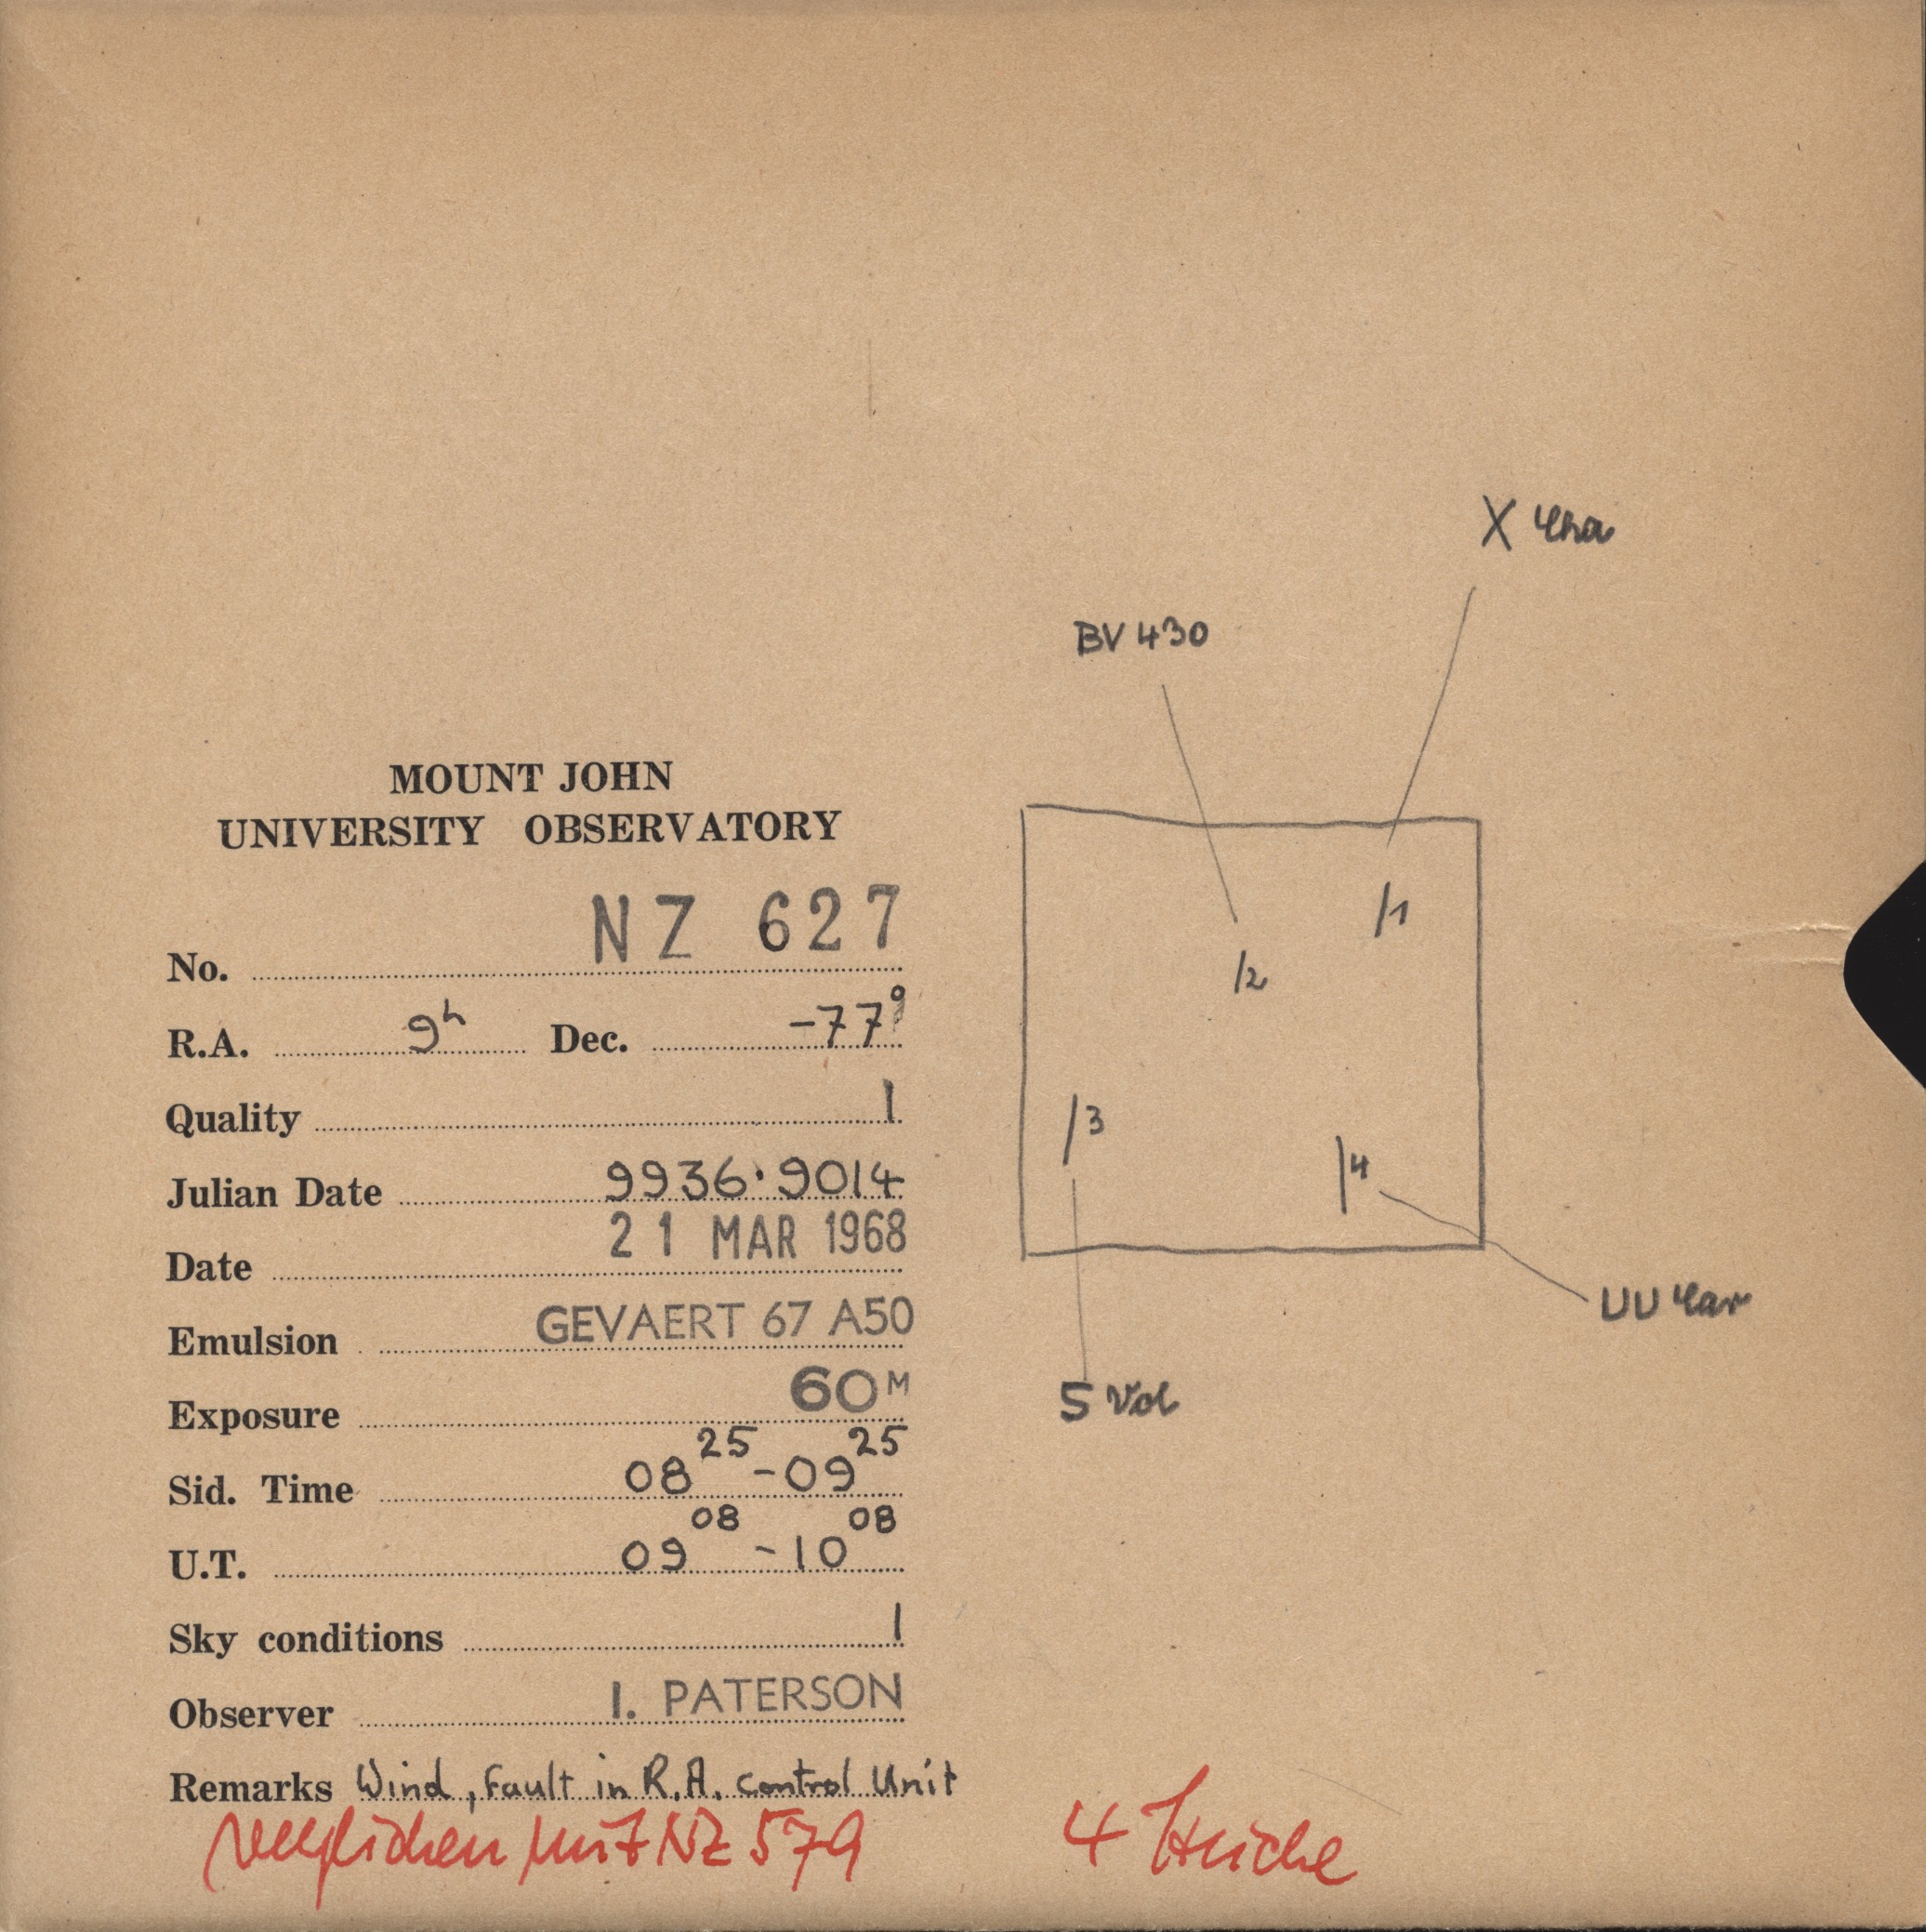 X Cha
BV 430
MOUNT JOHN
UNIVERSITY OBSERVATORY
No. NZ 627
R.A. 9h Dec. -77°
Quality 1
Julian Date 9936.9014
Date 21 MAR 1968
Emulsion GEVAERT 67 A50
Exposure 60M
Sid. Time 08 25 - 09 25
U.T. 09 08 - 10 08
Sky conditions 1
Observer I. PATERSON
Remarks Wind, Fault in R.A. control Unit
verglichen mit NZ 579
4 Striche
/1
/2
/3
/4
UU Car
S Vol